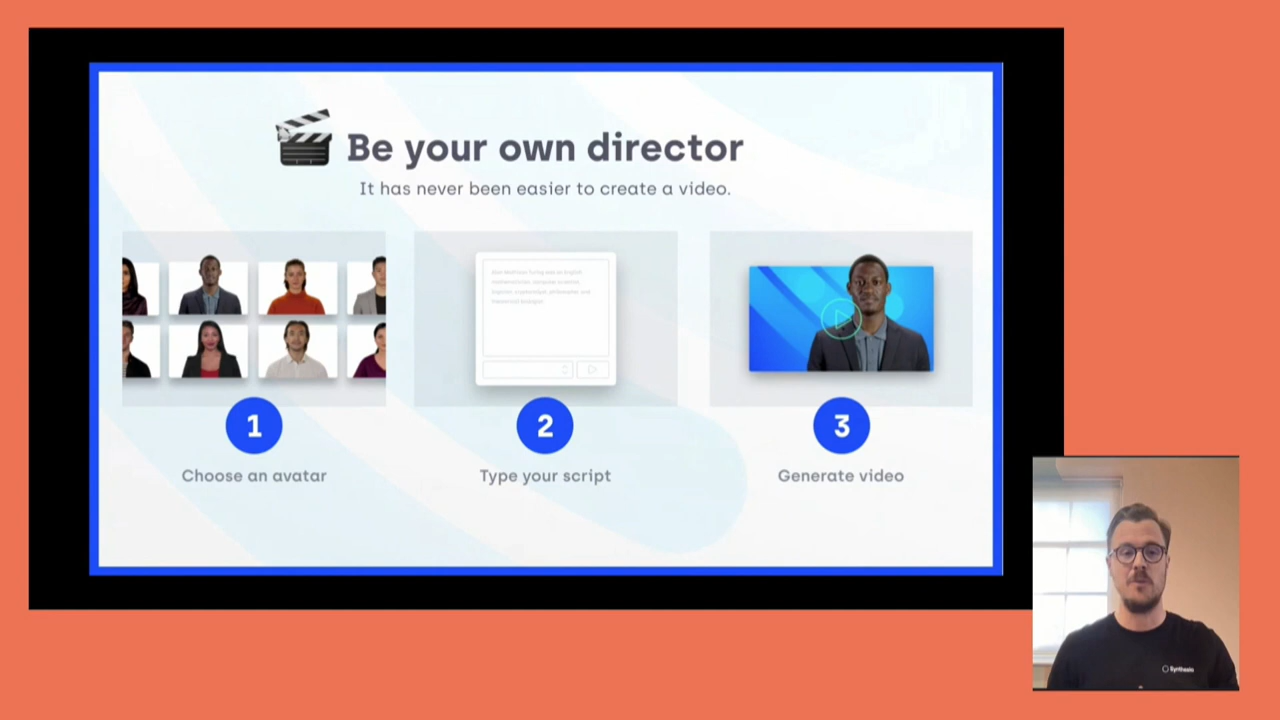 Be your own director
It has never been easier to create a video.
1
2
3
Choose an avatar
Type your script
Generate video
Synthesia